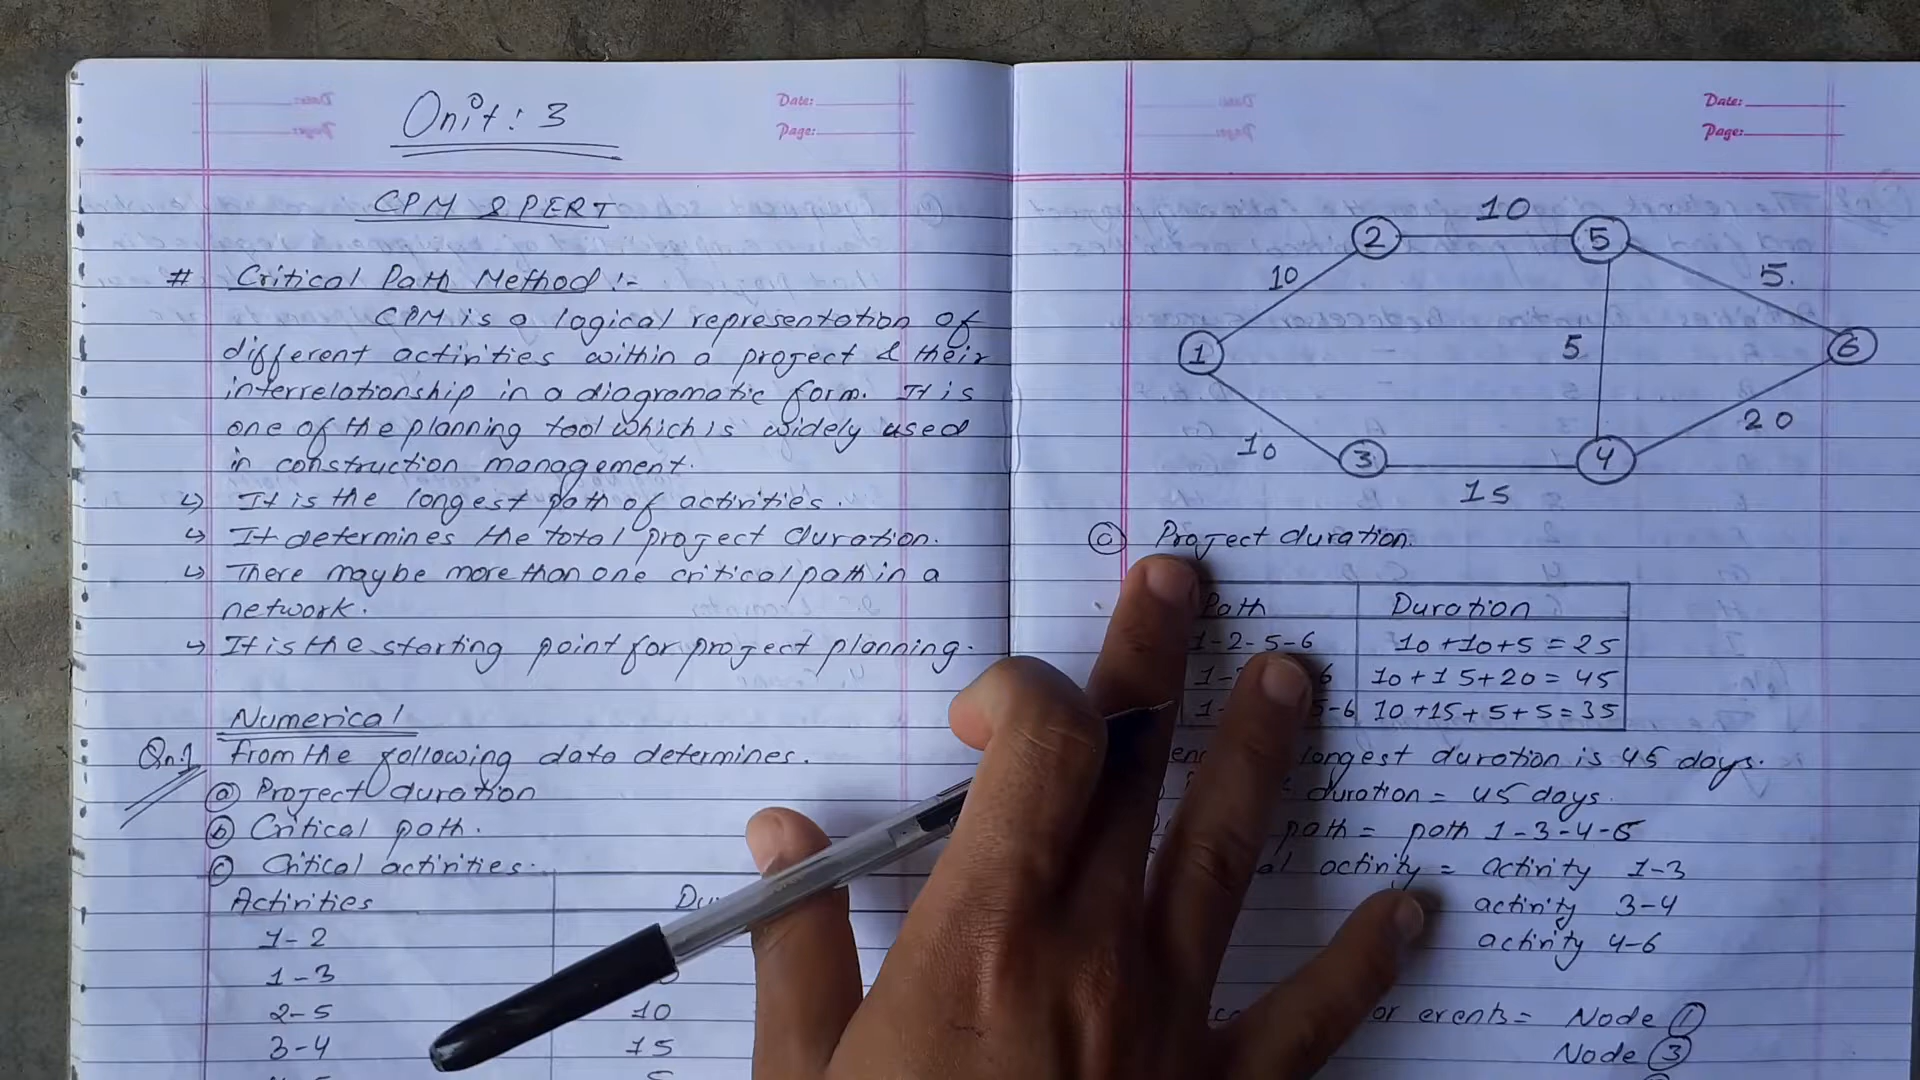 Date:
Page:
Unit: 3
CPM & PERT
# Critical Path Method :-
CPM is a logical representation of
different activities within a project & their
interrelationship in a diagromatic form. It is
one of the planning tool which is widely used
in construction management.
↳ It is the longest path of activities.
↳ It determines the total project duration.
↳ There maybe more than one critical path in a
network.
↳ It is the starting point for project planning.
Numerical
Qn.1 from the following data determines.
(a) Project duration
(b) Critical path.
(c) Critical activities.
Activities
1-2
1-3
2-5 10
3-4 15
Date:
Page:
10
2 5
10 5.
1 5 6
10 20
3 4
15
(a) Project duration.
Path Duration
1-2-5-6 10+10+5=25
6 10+15+20=45
5-6 10+15+5+5=35
longest duration is 45 days.
duration = 45 days.
path = path 1-3-4-6
activity = activity 1-3
activity 3-4
activity 4-6
or events = Node (1)
Node (3)